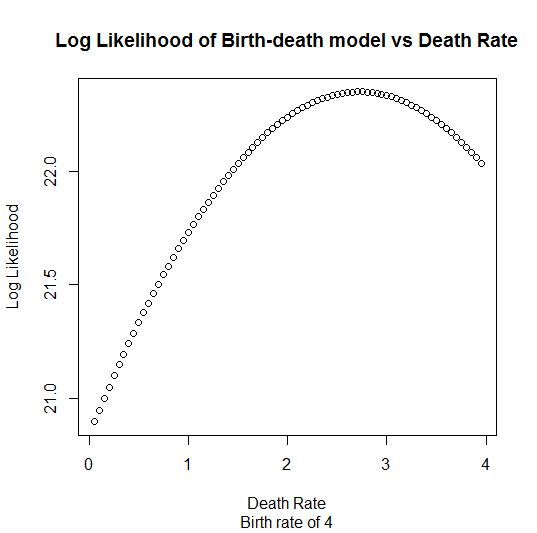 Log Likelihood of Birth-death model vs Death Rate
Log Likelihood
22.0
21.5
21.0
0 1 2 3 4
Death Rate
Birth rate of 4